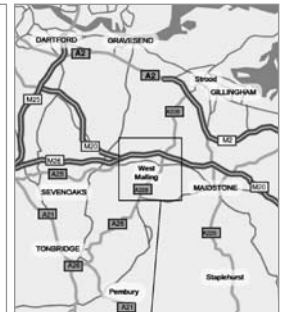 DARTFORD
GRAVESEND
A2
A2
Strood
GILLINGHAM
M25
A228
M20
M2
M26
A25
West
Malling
A228
SEVENOAKS
MAIDSTONE
M20
A21
A26
TONBRIDGE
A26
Staplehurst
Pembury
A21